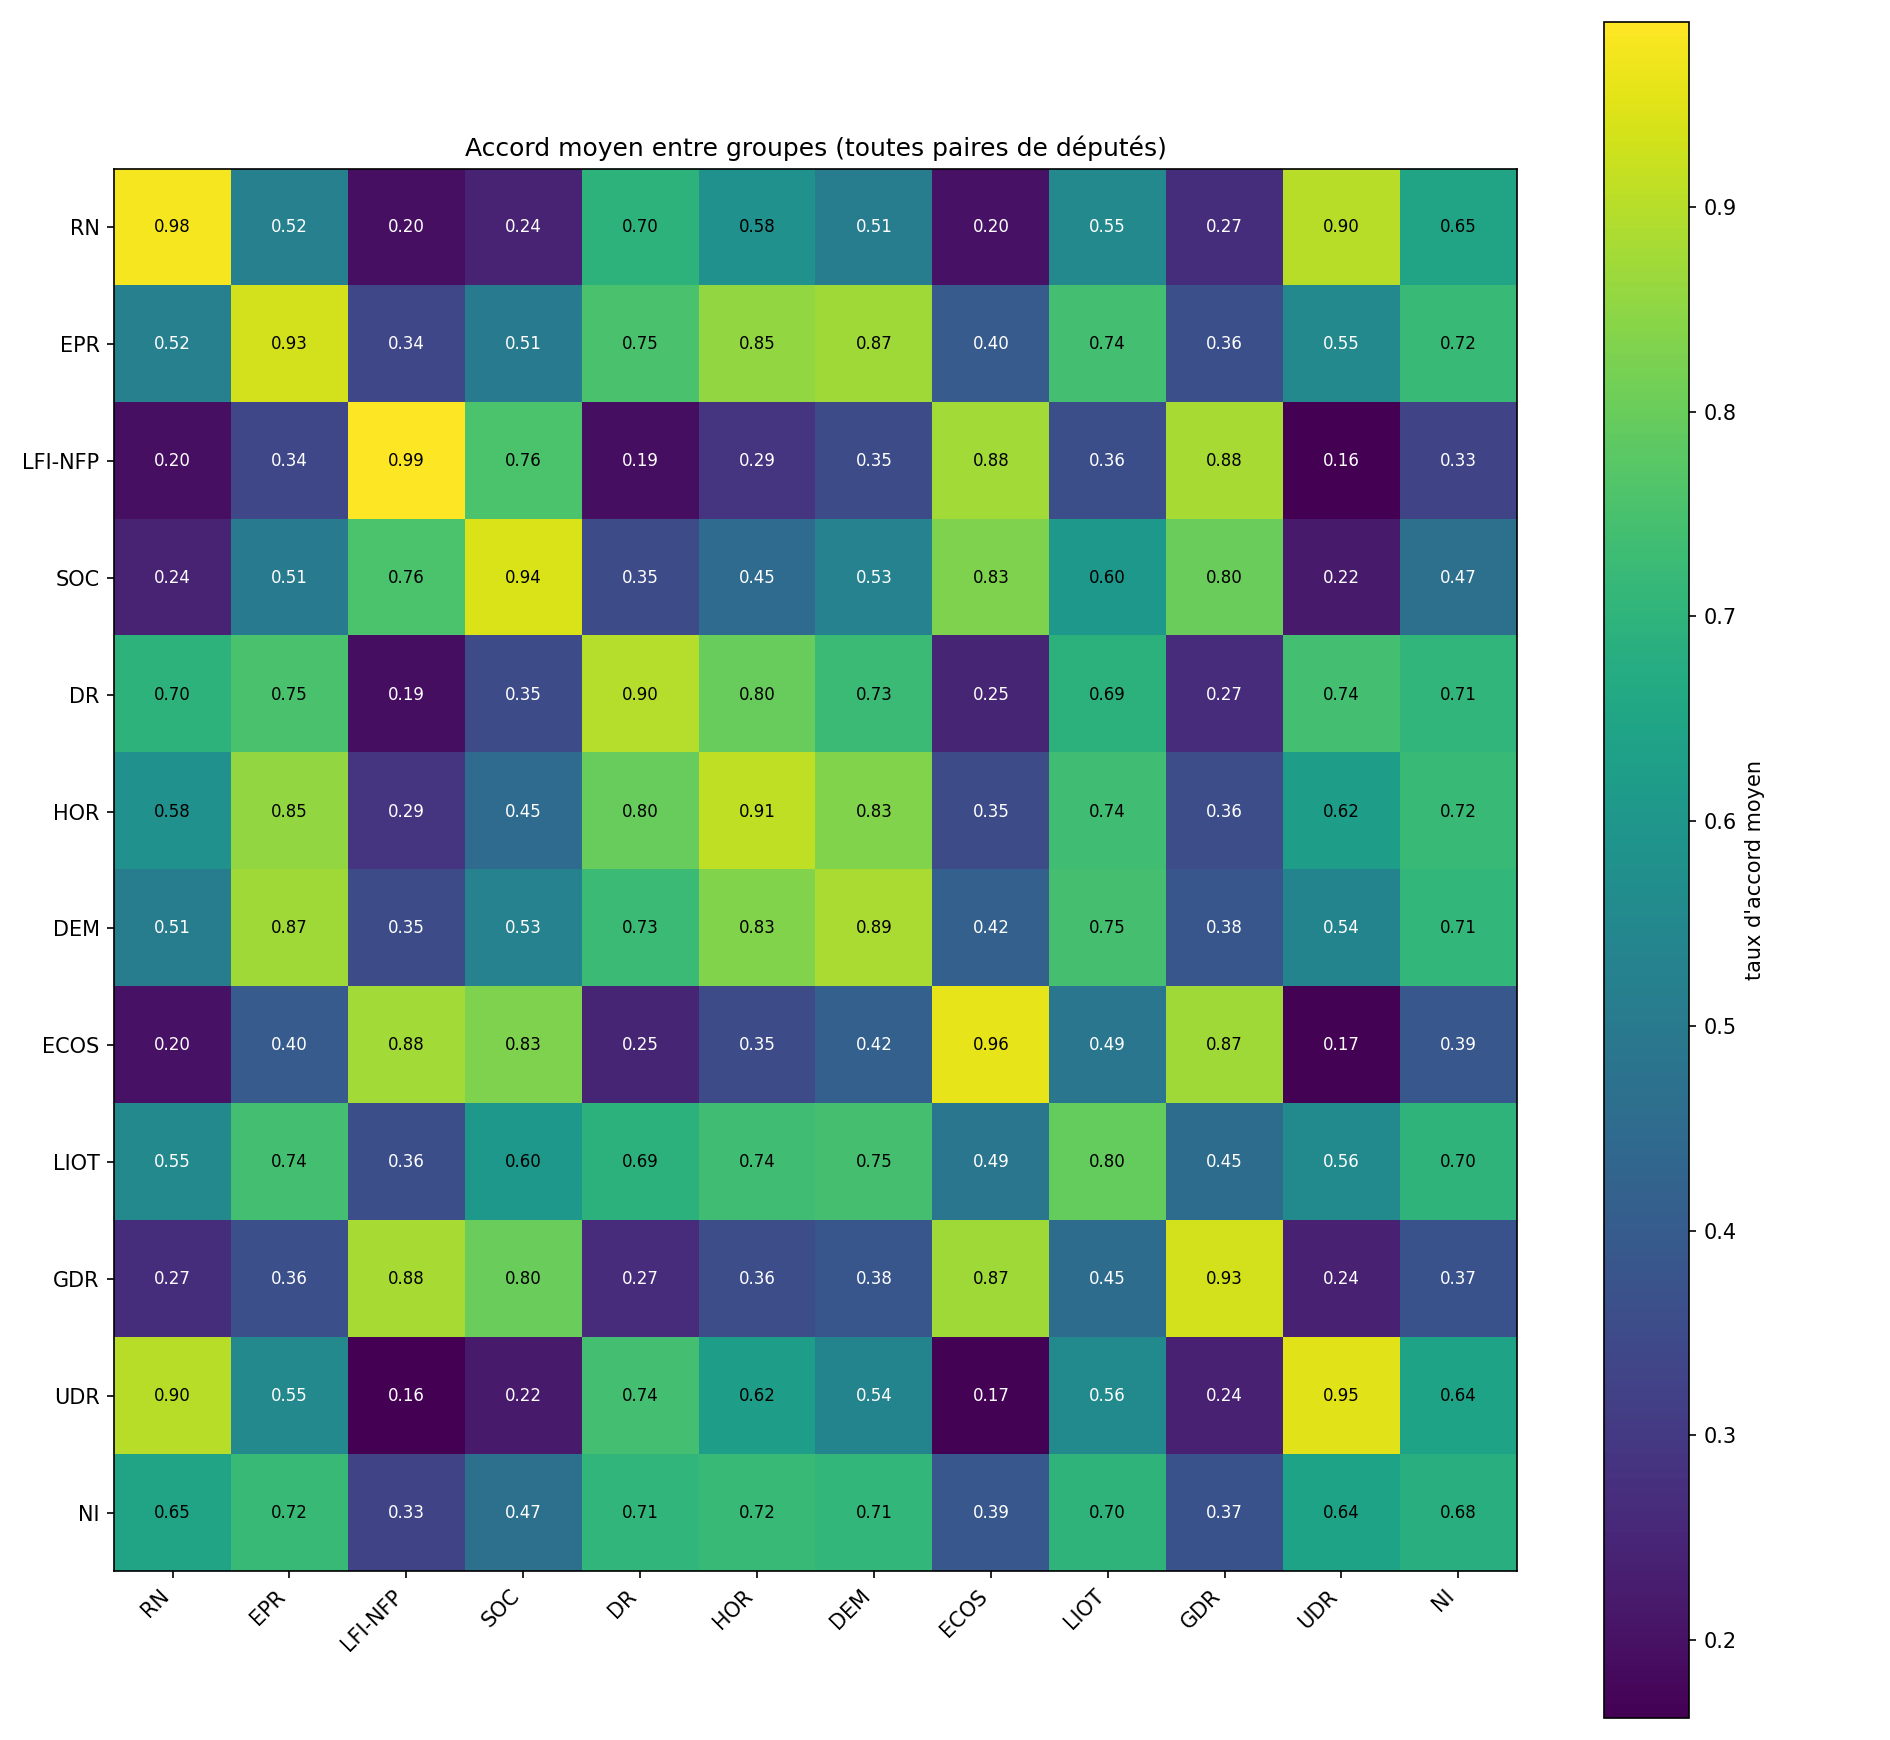 Accord moyen entre groupes (toutes paires de députés)
RN 0.98 0.52 0.20 0.24 0.70 0.58 0.51 0.20 0.55 0.27 0.90 0.65
EPR 0.52 0.93 0.34 0.51 0.75 0.85 0.87 0.40 0.74 0.36 0.55 0.72
LFI-NFP 0.20 0.34 0.99 0.76 0.19 0.29 0.35 0.88 0.36 0.88 0.16 0.33
SOC 0.24 0.51 0.76 0.94 0.35 0.45 0.53 0.83 0.60 0.80 0.22 0.47
DR 0.70 0.75 0.19 0.35 0.90 0.80 0.73 0.25 0.69 0.27 0.74 0.71
HOR 0.58 0.85 0.29 0.45 0.80 0.91 0.83 0.35 0.74 0.36 0.62 0.72
DEM 0.51 0.87 0.35 0.53 0.73 0.83 0.89 0.42 0.75 0.38 0.54 0.71
ECOS 0.20 0.40 0.88 0.83 0.25 0.35 0.42 0.96 0.49 0.87 0.17 0.39
LIOT 0.55 0.74 0.36 0.60 0.69 0.74 0.75 0.49 0.80 0.45 0.56 0.70
GDR 0.27 0.36 0.88 0.80 0.27 0.36 0.38 0.87 0.45 0.93 0.24 0.37
UDR 0.90 0.55 0.16 0.22 0.74 0.62 0.54 0.17 0.56 0.24 0.95 0.64
NI 0.65 0.72 0.33 0.47 0.71 0.72 0.71 0.39 0.70 0.37 0.64 0.68
RN EPR LFI-NFP SOC DR HOR DEM ECOS LIOT GDR UDR NI
0.9
0.8
0.7
0.6
0.5
0.4
0.3
0.2
taux d'accord moyen